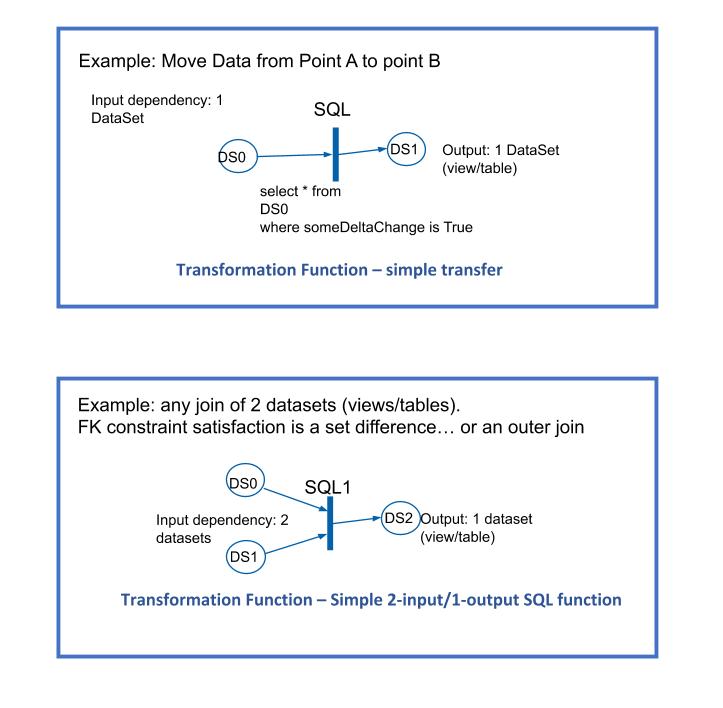 Example: Move Data from Point A to point B
Input dependency: 1
DataSet
SQL
DS0
DS1
Output: 1 DataSet
(view/table)
select * from
DS0
where someDeltaChange is True
Transformation Function – simple transfer
Example: any join of 2 datasets (views/tables).
FK constraint satisfaction is a set difference... or an outer join
DS0
SQL1
Input dependency: 2
datasets
DS2
Output: 1 dataset
(view/table)
DS1
Transformation Function – Simple 2-input/1-output SQL function